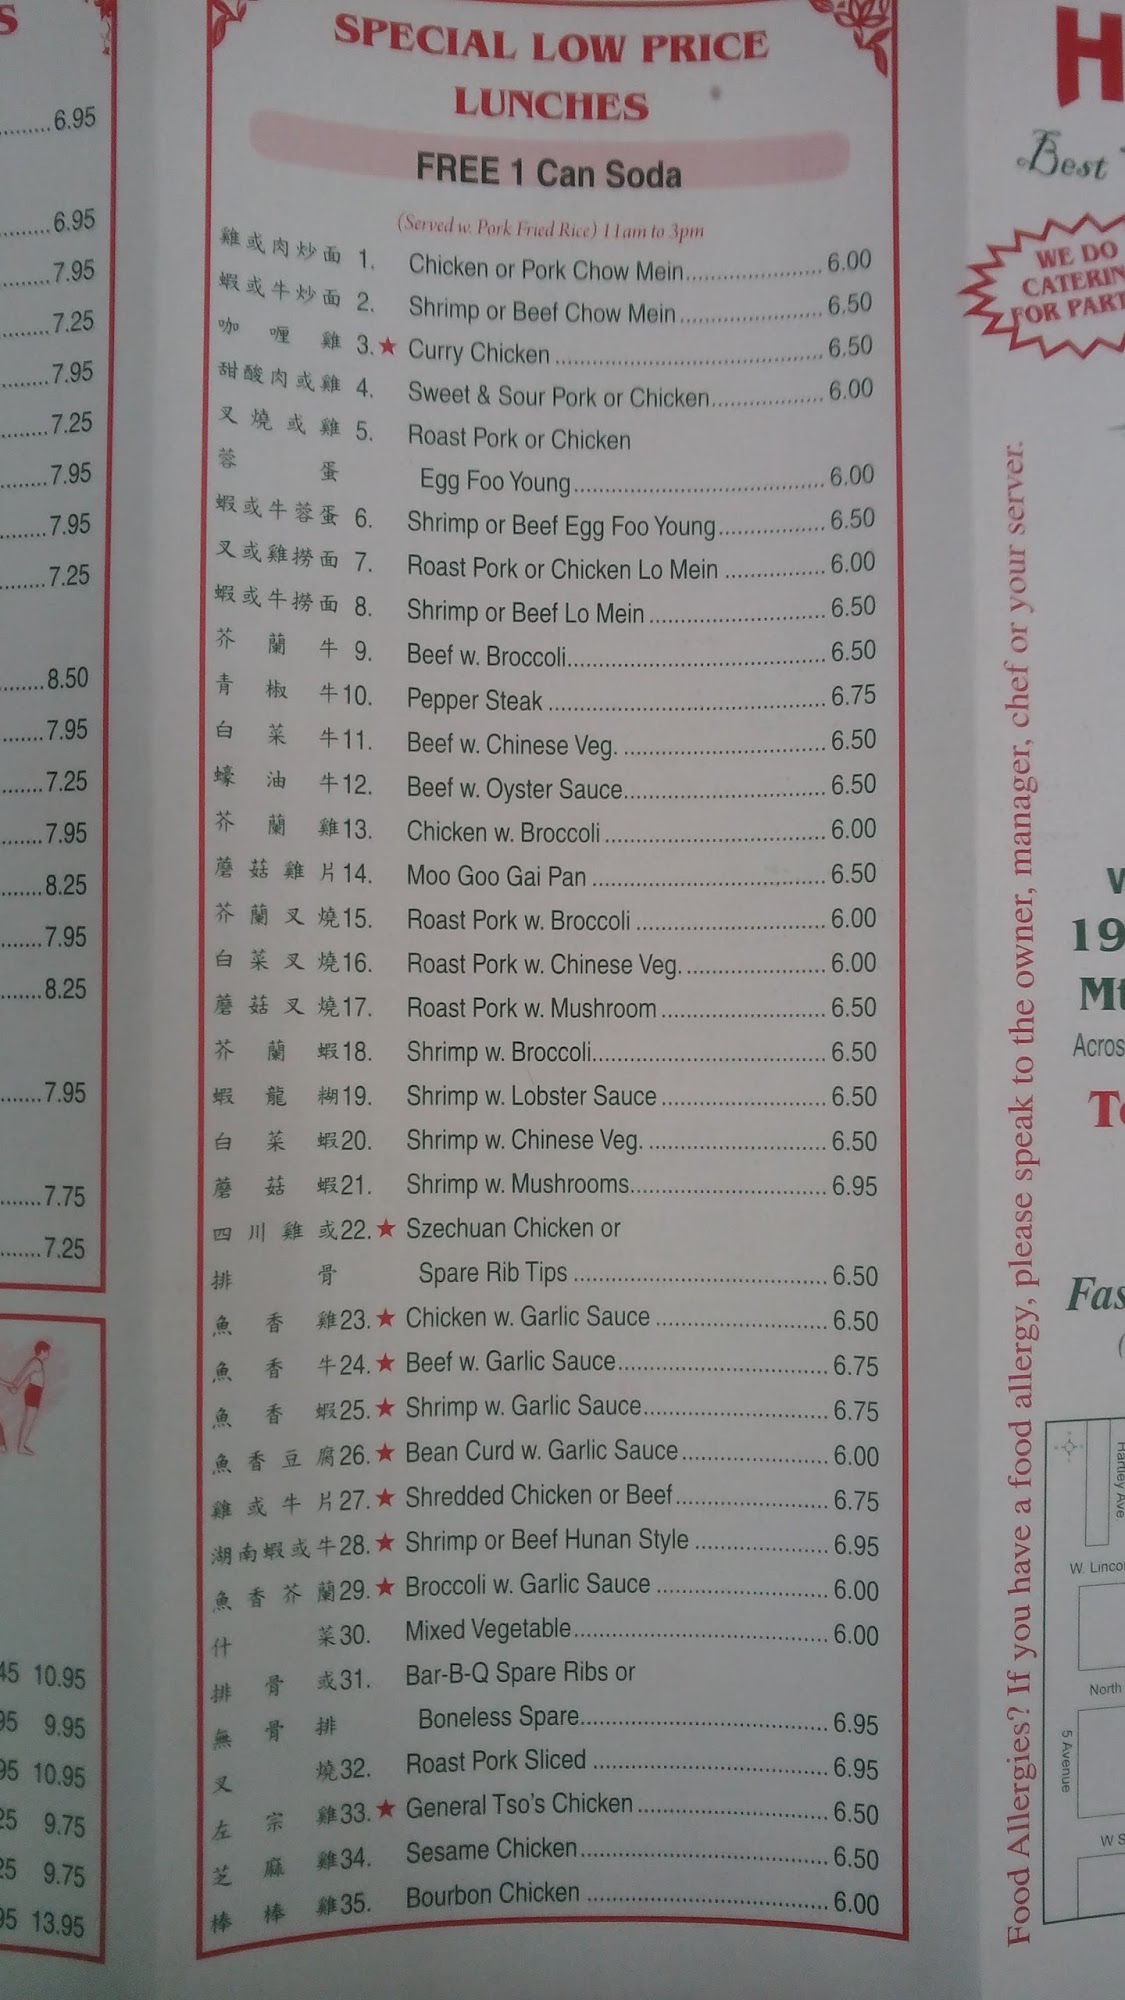 S
6.95
6.95
7.95
7.25
7.95
7.25
7.95
7.95
7.25
8.50
7.95
7.25
7.95
8.25
7.95
8.25
7.95
7.75
7.25
45 10.95
95 9.95
95 10.95
25 9.75
25 9.75
95 13.95
SPECIAL LOW PRICE
LUNCHES
FREE 1 Can Soda
(Served w. Pork Fried Rice) 11am to 3pm
雞或肉炒面 1. Chicken or Pork Chow Mein 6.00
蝦或牛炒面 2. Shrimp or Beef Chow Mein 6.50
咖喱雞 3.★ Curry Chicken 6.50
甜酸肉或雞 4. Sweet & Sour Pork or Chicken 6.00
叉燒或雞 5. Roast Pork or Chicken
蓉蛋 Egg Foo Young 6.00
蝦或牛蓉蛋 6. Shrimp or Beef Egg Foo Young 6.50
叉或雞撈面 7. Roast Pork or Chicken Lo Mein 6.00
蝦或牛撈面 8. Shrimp or Beef Lo Mein 6.50
芥蘭牛 9. Beef w. Broccoli 6.50
青椒牛 10. Pepper Steak 6.75
白菜牛 11. Beef w. Chinese Veg. 6.50
蠔油牛 12. Beef w. Oyster Sauce 6.50
芥蘭雞 13. Chicken w. Broccoli 6.00
蘑菇雞片 14. Moo Goo Gai Pan 6.50
芥蘭叉燒 15. Roast Pork w. Broccoli 6.00
白菜叉燒 16. Roast Pork w. Chinese Veg. 6.00
蘑菇叉燒 17. Roast Pork w. Mushroom 6.50
芥蘭蝦 18. Shrimp w. Broccoli 6.50
蝦龍糊 19. Shrimp w. Lobster Sauce 6.50
白菜蝦 20. Shrimp w. Chinese Veg. 6.50
蘑菇蝦 21. Shrimp w. Mushrooms 6.95
四川雞或 22.★ Szechuan Chicken or
排骨 Spare Rib Tips 6.50
魚香雞 23.★ Chicken w. Garlic Sauce 6.50
魚香牛 24.★ Beef w. Garlic Sauce 6.75
魚香蝦 25.★ Shrimp w. Garlic Sauce 6.75
魚香豆腐 26.★ Bean Curd w. Garlic Sauce 6.00
雞或牛片 27.★ Shredded Chicken or Beef 6.75
湖南蝦或牛 28.★ Shrimp or Beef Hunan Style 6.95
魚香芥蘭 29.★ Broccoli w. Garlic Sauce 6.00
什菜 30. Mixed Vegetable 6.00
排骨或 31. Bar-B-Q Spare Ribs or
無骨排 Boneless Spare 6.95
叉燒 32. Roast Pork Sliced 6.95
左宗雞 33.★ General Tso's Chicken 6.50
芝麻雞 34. Sesame Chicken 6.50
棒棒雞 35. Bourbon Chicken 6.00
Food Allergies? If you have a food allergy, please speak to the owner, manager, chef or your server.
H
Best
WE DO
CATERIN
FOR PART
19
Mt
Acros
Fas
Hartley Ave
W. Linco
North
5 Avenue
W S